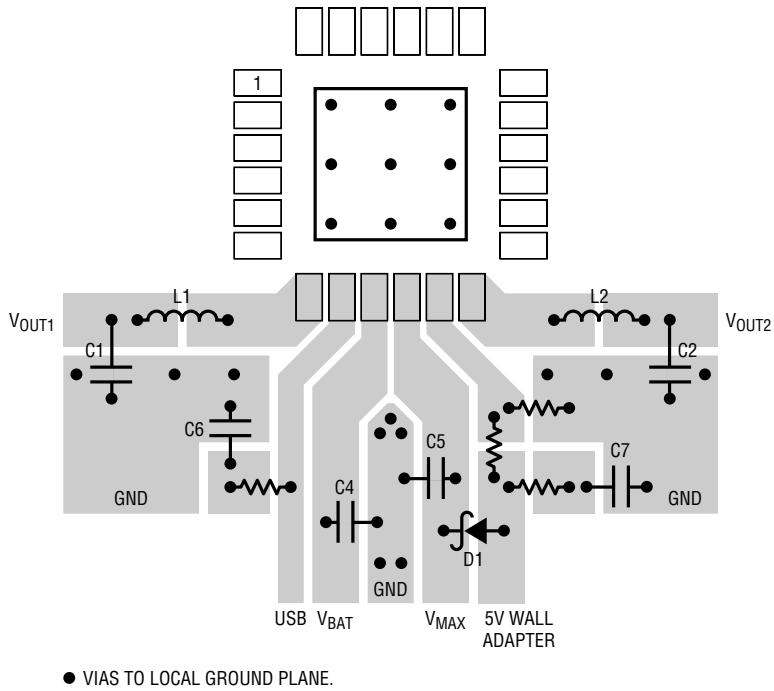 1
L1
L2
VOUT1
VOUT2
C1
C2
C6
C5
C7
C4
GND
GND
D1
GND
USB VBAT
VMAX
5V WALL
ADAPTER
● VIAS TO LOCAL GROUND PLANE.